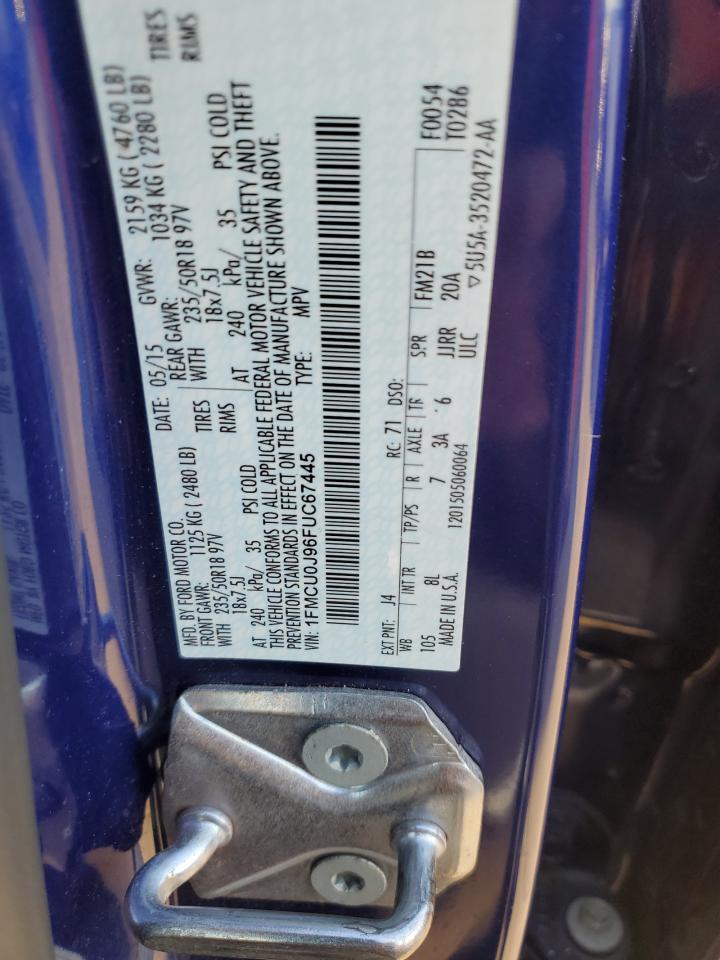 MFD. BY FORD MOTOR CO. DATE: 05/15 GVWR: 2159 KG ( 4760 LB)
FRONT GAWR: 1125 KG ( 2480 LB) REAR GAWR: 1034 KG ( 2280 LB)
WITH 235/50R18 97V TIRES WITH 235/50R18 97V TIRES
18x7.5J RIMS 18x7.5J RIMS
AT 240 kPa/ 35 PSI COLD AT 240 kPa/ 35 PSI COLD
THIS VEHICLE CONFORMS TO ALL APPLICABLE FEDERAL MOTOR VEHICLE SAFETY AND THEFT
PREVENTION STANDARDS IN EFFECT ON THE DATE OF MANUFACTURE SHOWN ABOVE.
VIN: 1FMCU0J96FUC67445 TYPE: MPV
F0054
T0286
EXT PNT: J4 RC: 71 DSO:
WB INT TR TP/PS R AXLE TR SPR FM21B
105 8L 7 3A 6 JJRR 20A
MADE IN U.S.A. 1201505060064 ULC ▽5U5A-3520472-AA